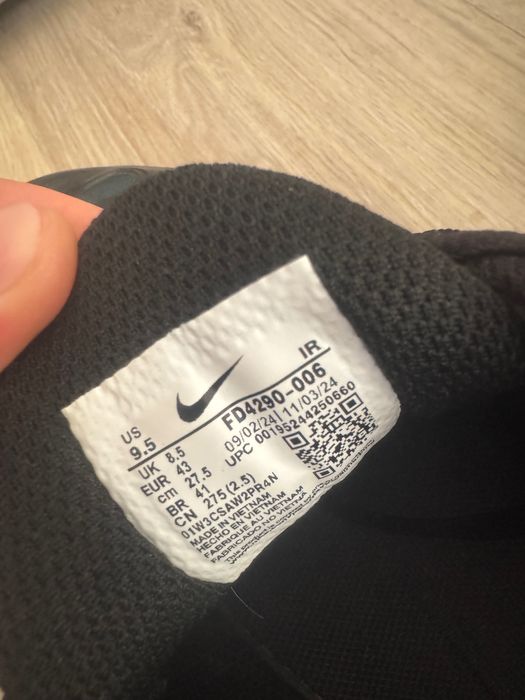 IR
FD4290-006
09/02/24| 11/03/24
UPC 00195244250660
US
9.5
UK 8.5
EUR 43
cm 27.5
BR 41
CN 275(2.5)
01W3CSAW2PR4N
MADE IN VIETNAM
HECHO EN VIETNAM
FABRIQUE AU VIETNAM
FABRICADO NO VIETNÃ